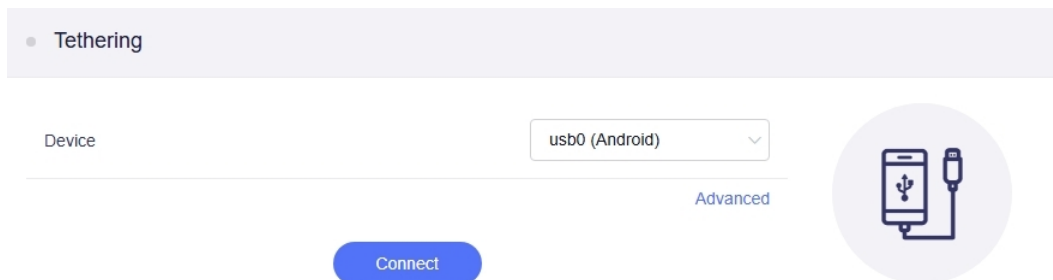 Tethering
Device
usb0 (Android)
Advanced
Connect